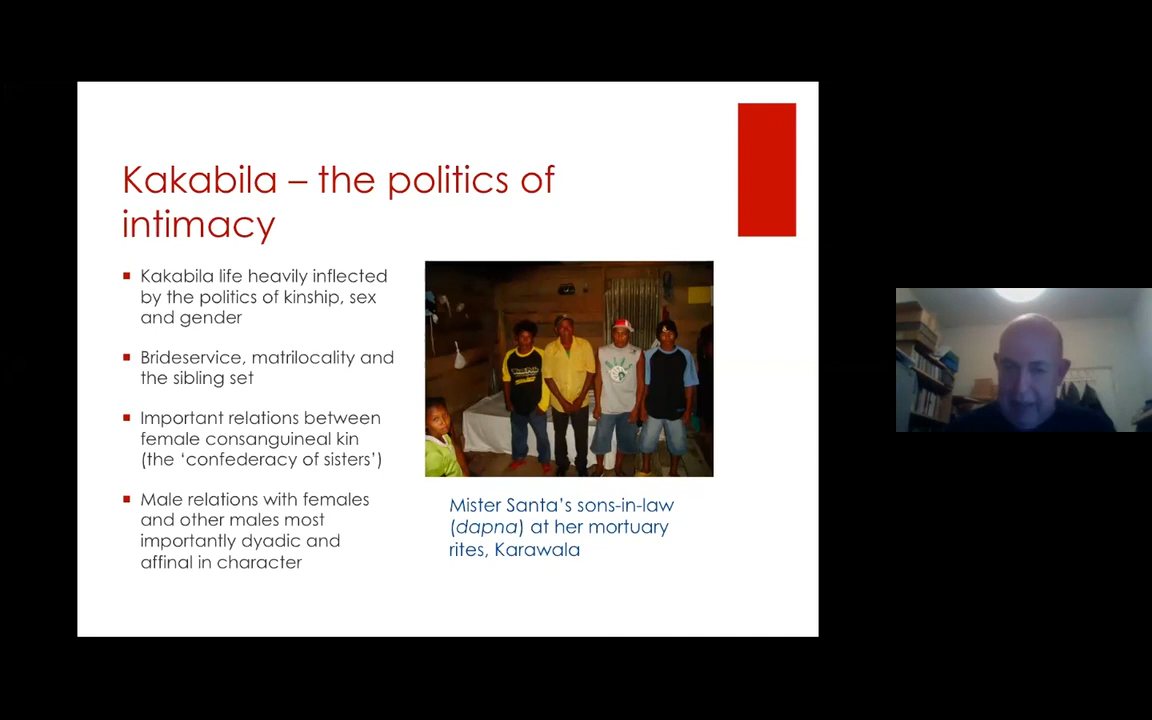 Kakabila – the politics of
intimacy
▪ Kakabila life heavily inflected
by the politics of kinship, sex
and gender
▪ Brideservice, matrilocality and
the sibling set
▪ Important relations between
female consanguineal kin
(the ‘confederacy of sisters’)
▪ Male relations with females
and other males most
importantly dyadic and
affinal in character
Mister Santa’s sons-in-law
(dapna) at her mortuary
rites, Karawala